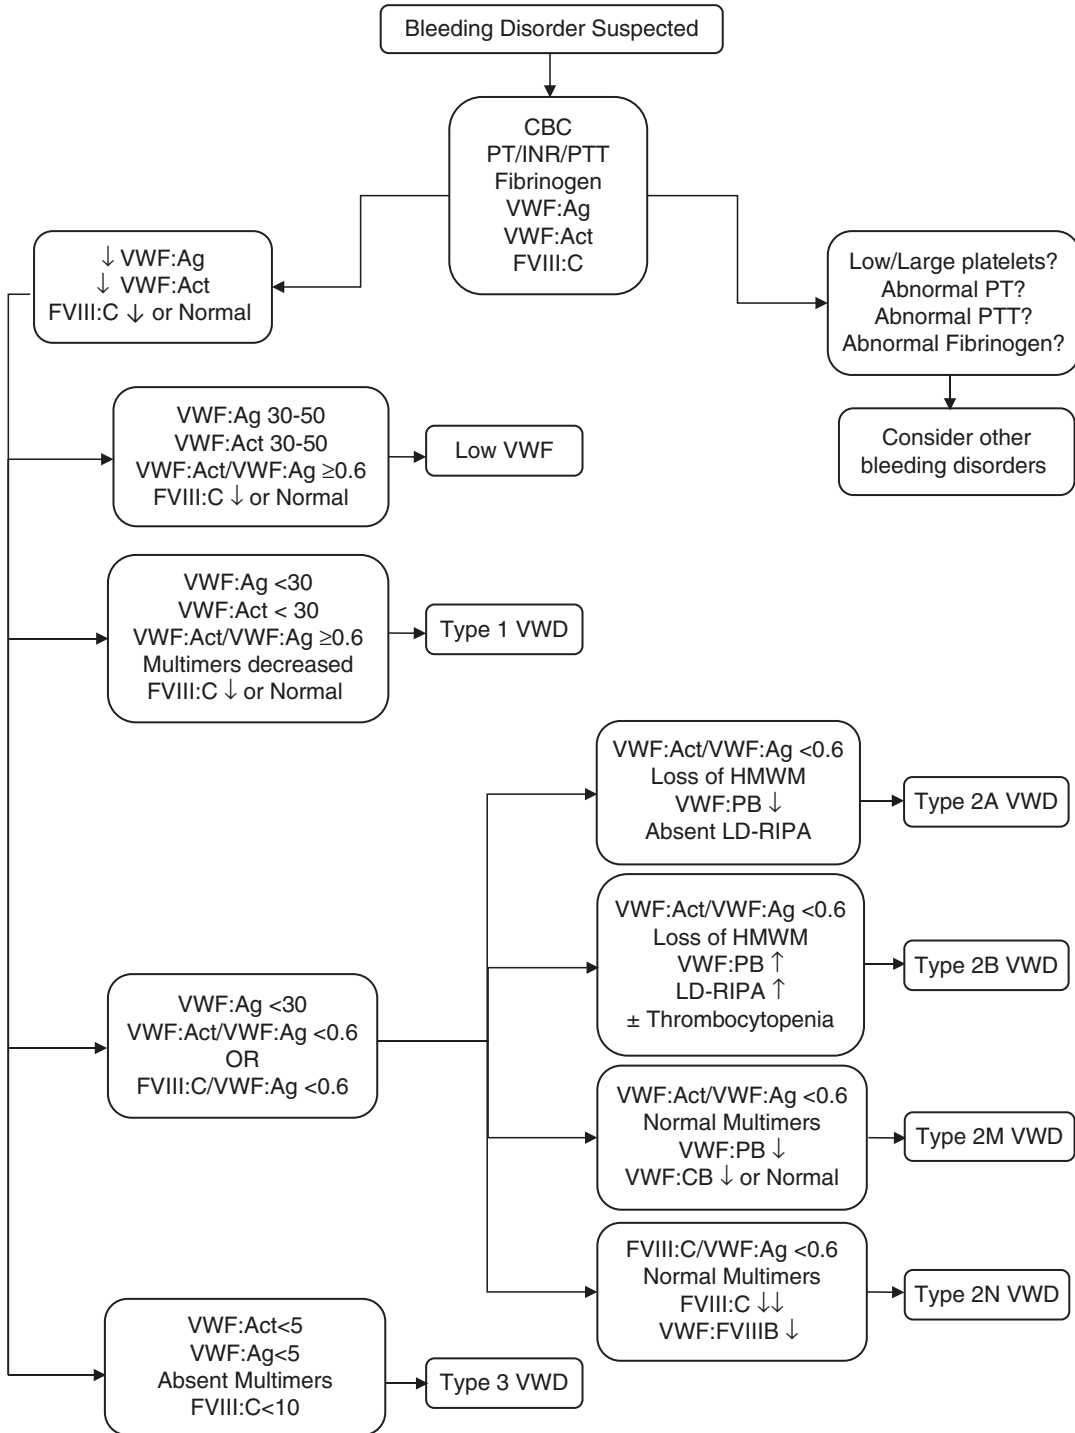 Bleeding Disorder Suspected
CBC
PT/INR/PTT
Fibrinogen
VWF:Ag
VWF:Act
FVIII:C
↓ VWF:Ag
↓ VWF:Act
FVIII:C ↓ or Normal
Low/Large platelets?
Abnormal PT?
Abnormal PTT?
Abnormal Fibrinogen?
Consider other
bleeding disorders
VWF:Ag 30-50
VWF:Act 30-50
VWF:Act/VWF:Ag ≥0.6
FVIII:C ↓ or Normal
Low VWF
VWF:Ag <30
VWF:Act < 30
VWF:Act/VWF:Ag ≥0.6
Multimers decreased
FVIII:C ↓ or Normal
Type 1 VWD
VWF:Ag <30
VWF:Act/VWF:Ag <0.6
OR
FVIII:C/VWF:Ag <0.6
VWF:Act/VWF:Ag <0.6
Loss of HMWM
VWF:PB ↓
Absent LD-RIPA
Type 2A VWD
VWF:Act/VWF:Ag <0.6
Loss of HMWM
VWF:PB ↑
LD-RIPA ↑
± Thrombocytopenia
Type 2B VWD
VWF:Act/VWF:Ag <0.6
Normal Multimers
VWF:PB ↓
VWF:CB ↓ or Normal
Type 2M VWD
FVIII:C/VWF:Ag <0.6
Normal Multimers
FVIII:C ↓↓
VWF:FVIIIB ↓
Type 2N VWD
VWF:Act<5
VWF:Ag<5
Absent Multimers
FVIII:C<10
Type 3 VWD